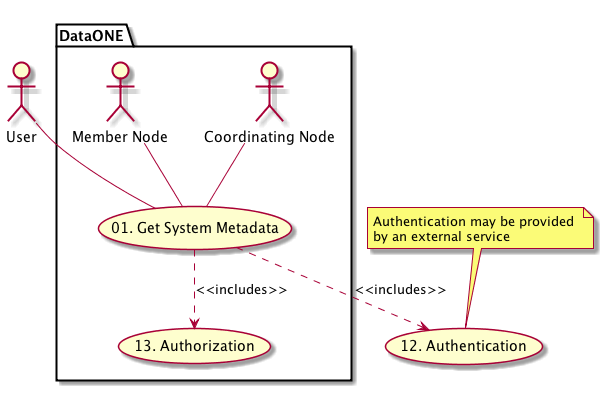 DataONE
User
Member Node
Coordinating Node
01. Get System Metadata
Authentication may be provided
by an external service
<<includes>>
<<includes>>
13. Authorization
12. Authentication